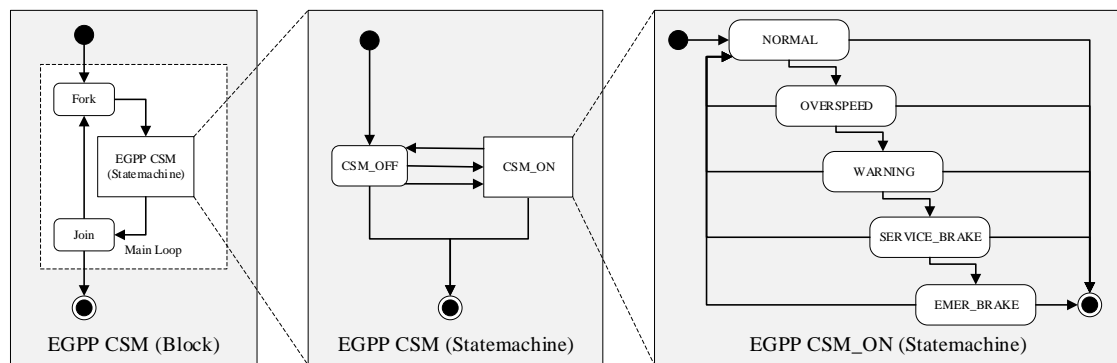 Fork
EGPP CSM
(Statemachine)
Join
Main Loop
EGPP CSM (Block)
CSM_OFF
CSM_ON
EGPP CSM (Statemachine)
NORMAL
OVERSPEED
WARNING
SERVICE_BRAKE
EMER_BRAKE
EGPP CSM_ON (Statemachine)